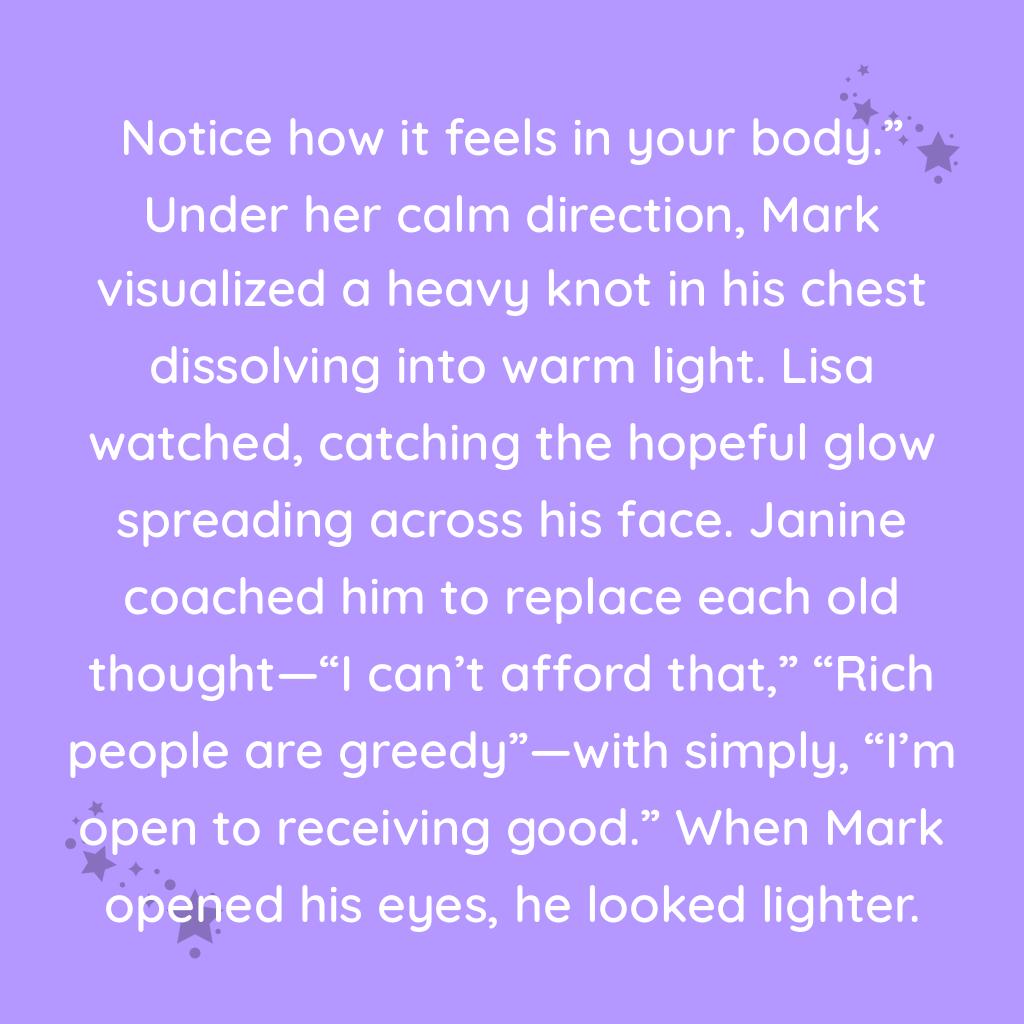 Notice how it feels in your body.”
Under her calm direction, Mark
visualized a heavy knot in his chest
dissolving into warm light. Lisa
watched, catching the hopeful glow
spreading across his face. Janine
coached him to replace each old
thought—“I can’t afford that,” “Rich
people are greedy”—with simply, “I’m
open to receiving good.” When Mark
opened his eyes, he looked lighter.